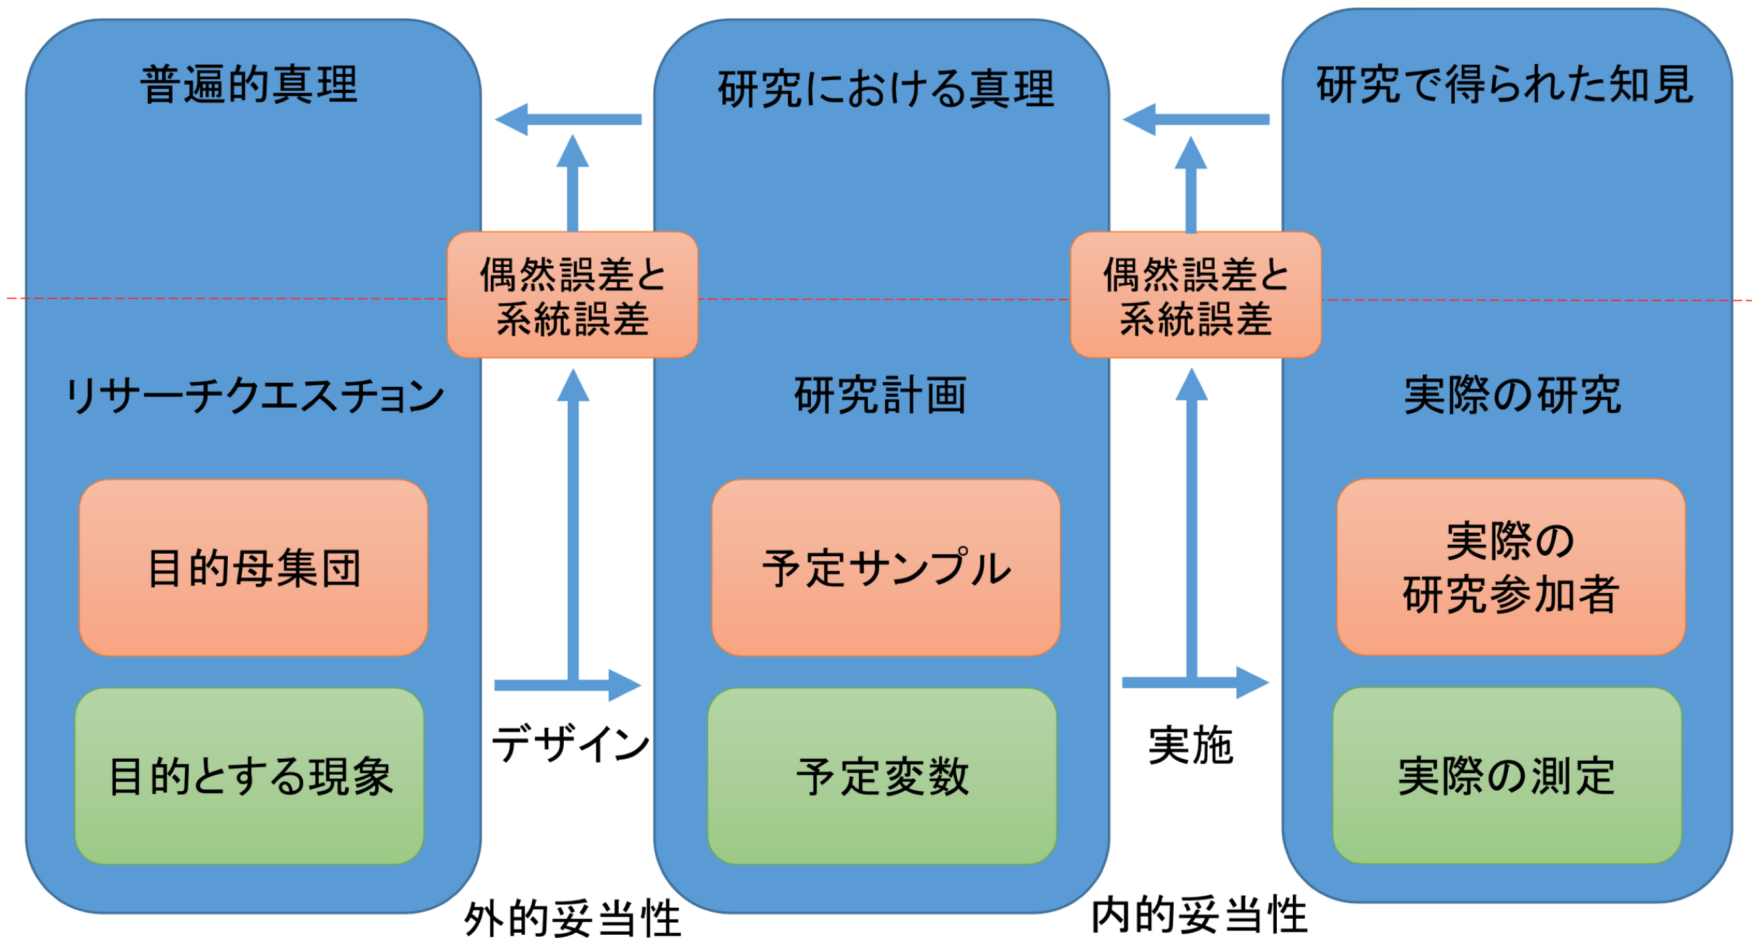 普遍的真理
研究における真理
研究で得られた知見
偶然誤差と
系統誤差
偶然誤差と
系統誤差
リサーチクエスチョン
研究計画
実際の研究
目的母集団
予定サンプル
実際の
研究参加者
デザイン
実施
目的とする現象
予定変数
実際の測定
外的妥当性
内的妥当性